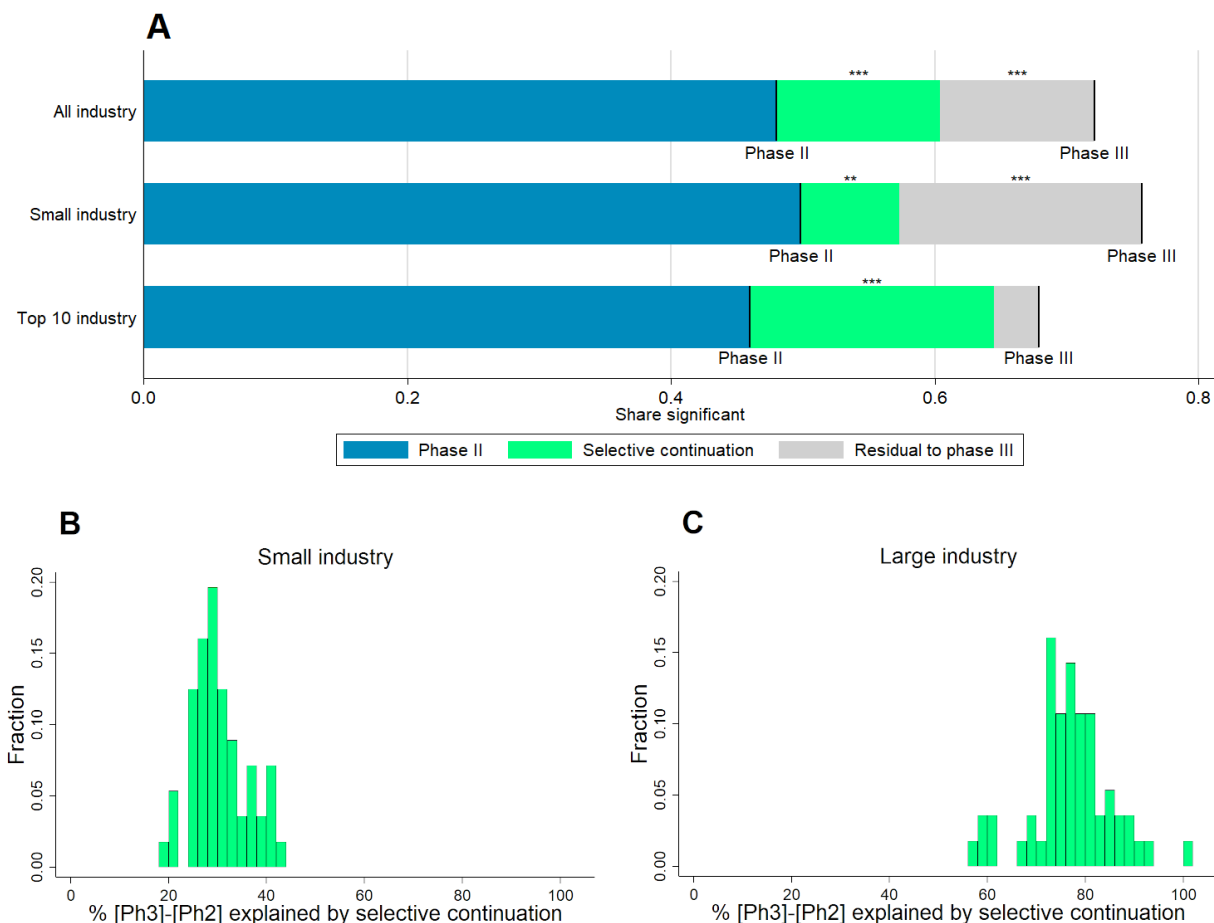 A
All industry
*** ***
Phase II Phase III
Small industry
** ***
Phase II Phase III
Top 10 industry
***
Phase II Phase III
0.0 0.2 0.4 0.6 0.8
Share significant
Phase II Selective continuation Residual to phase III
B
Small industry
Fraction
0.00 0.05 0.10 0.15 0.20
0 20 40 60 80 100
% [Ph3]-[Ph2] explained by selective continuation
C
Large industry
Fraction
0.00 0.05 0.10 0.15 0.20
0 20 40 60 80 100
% [Ph3]-[Ph2] explained by selective continuation